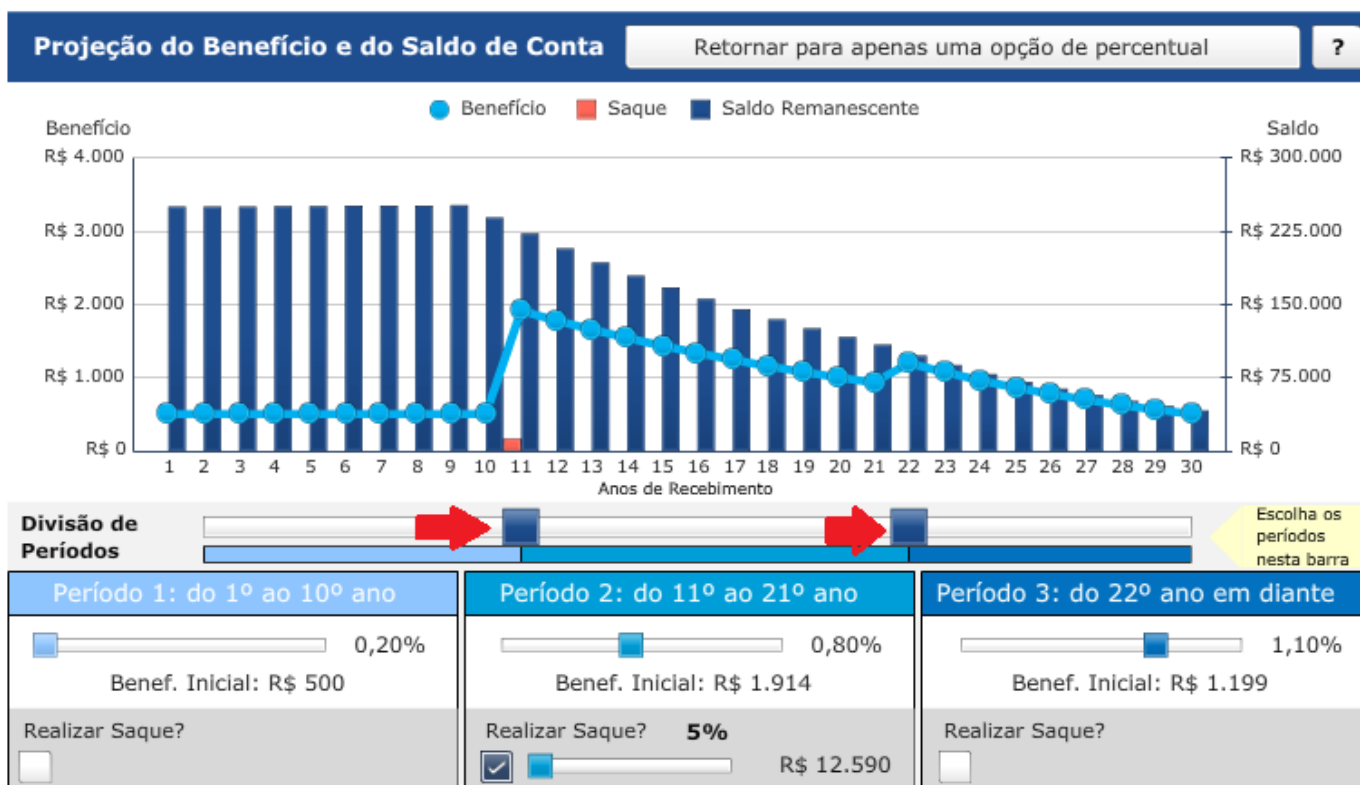 Projeção do Benefício e do Saldo de Conta
Retornar para apenas uma opção de percentual
?
Benefício Saque Saldo Remanescente
Benefício
Saldo
R$ 4.000
R$ 300.000
R$ 3.000
R$ 225.000
R$ 2.000
R$ 150.000
R$ 1.000
R$ 75.000
R$ 0
R$ 0
1 2 3 4 5 6 7 8 9 10 11 12 13 14 15 16 17 18 19 20 21 22 23 24 25 26 27 28 29 30
Anos de Recebimento
Divisão de
Períodos
Escolha os
períodos
nesta barra
Período 1: do 1º ao 10º ano
0,20%
Benef. Inicial: R$ 500
Realizar Saque?
Período 2: do 11º ao 21º ano
0,80%
Benef. Inicial: R$ 1.914
Realizar Saque? 5%
R$ 12.590
Período 3: do 22º ano em diante
1,10%
Benef. Inicial: R$ 1.199
Realizar Saque?